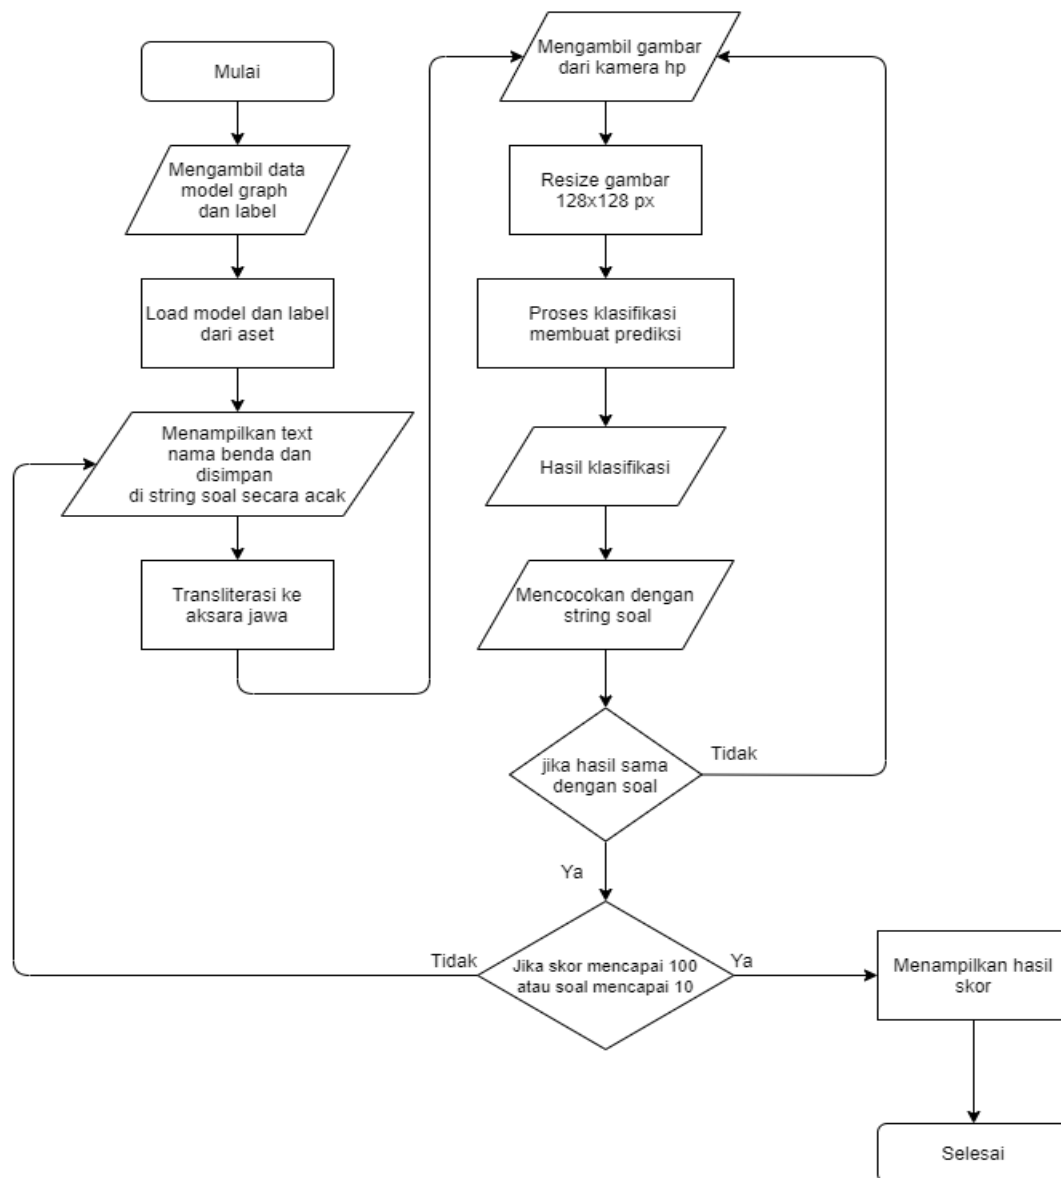 Mulai
Mengambil data
model graph
dan label
Load model dan label
dari aset
Menampilkan text
nama benda dan
disimpan
di string soal secara acak
Transliterasi ke
aksara jawa
Mengambil gambar
dari kamera hp
Resize gambar
128x128 px
Proses klasifikasi
membuat prediksi
Hasil klasifikasi
Mencocokan dengan
string soal
jika hasil sama
dengan soal
Tidak
Ya
Jika skor mencapai 100
atau soal mencapai 10
Tidak
Ya
Menampilkan hasil
skor
Selesai